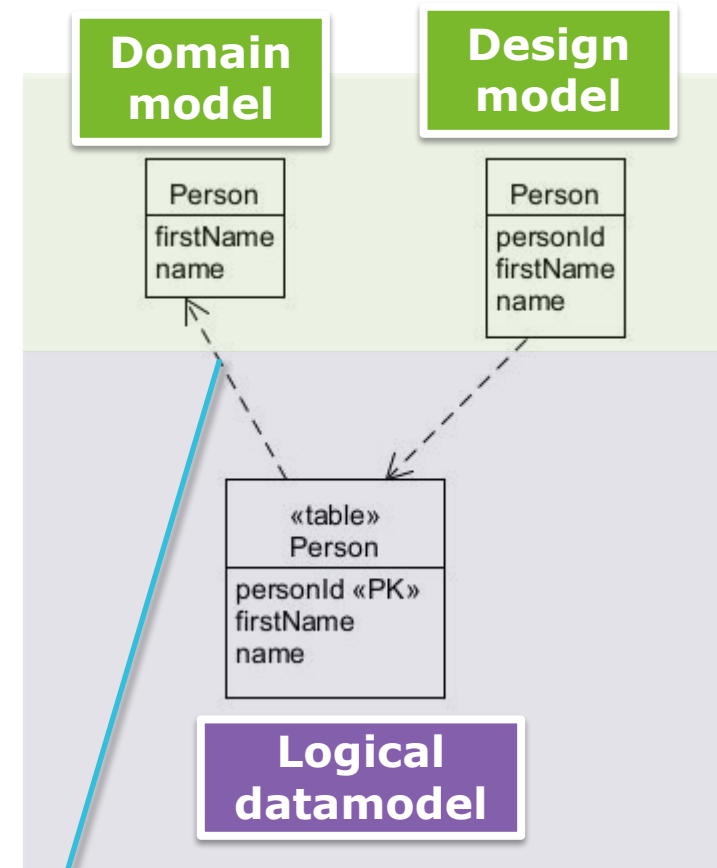 Domain
model
Design
model
Person
firstName
name
Person
personId
firstName
name
«table»
Person
personId «PK»
firstName
name
Logical
datamodel